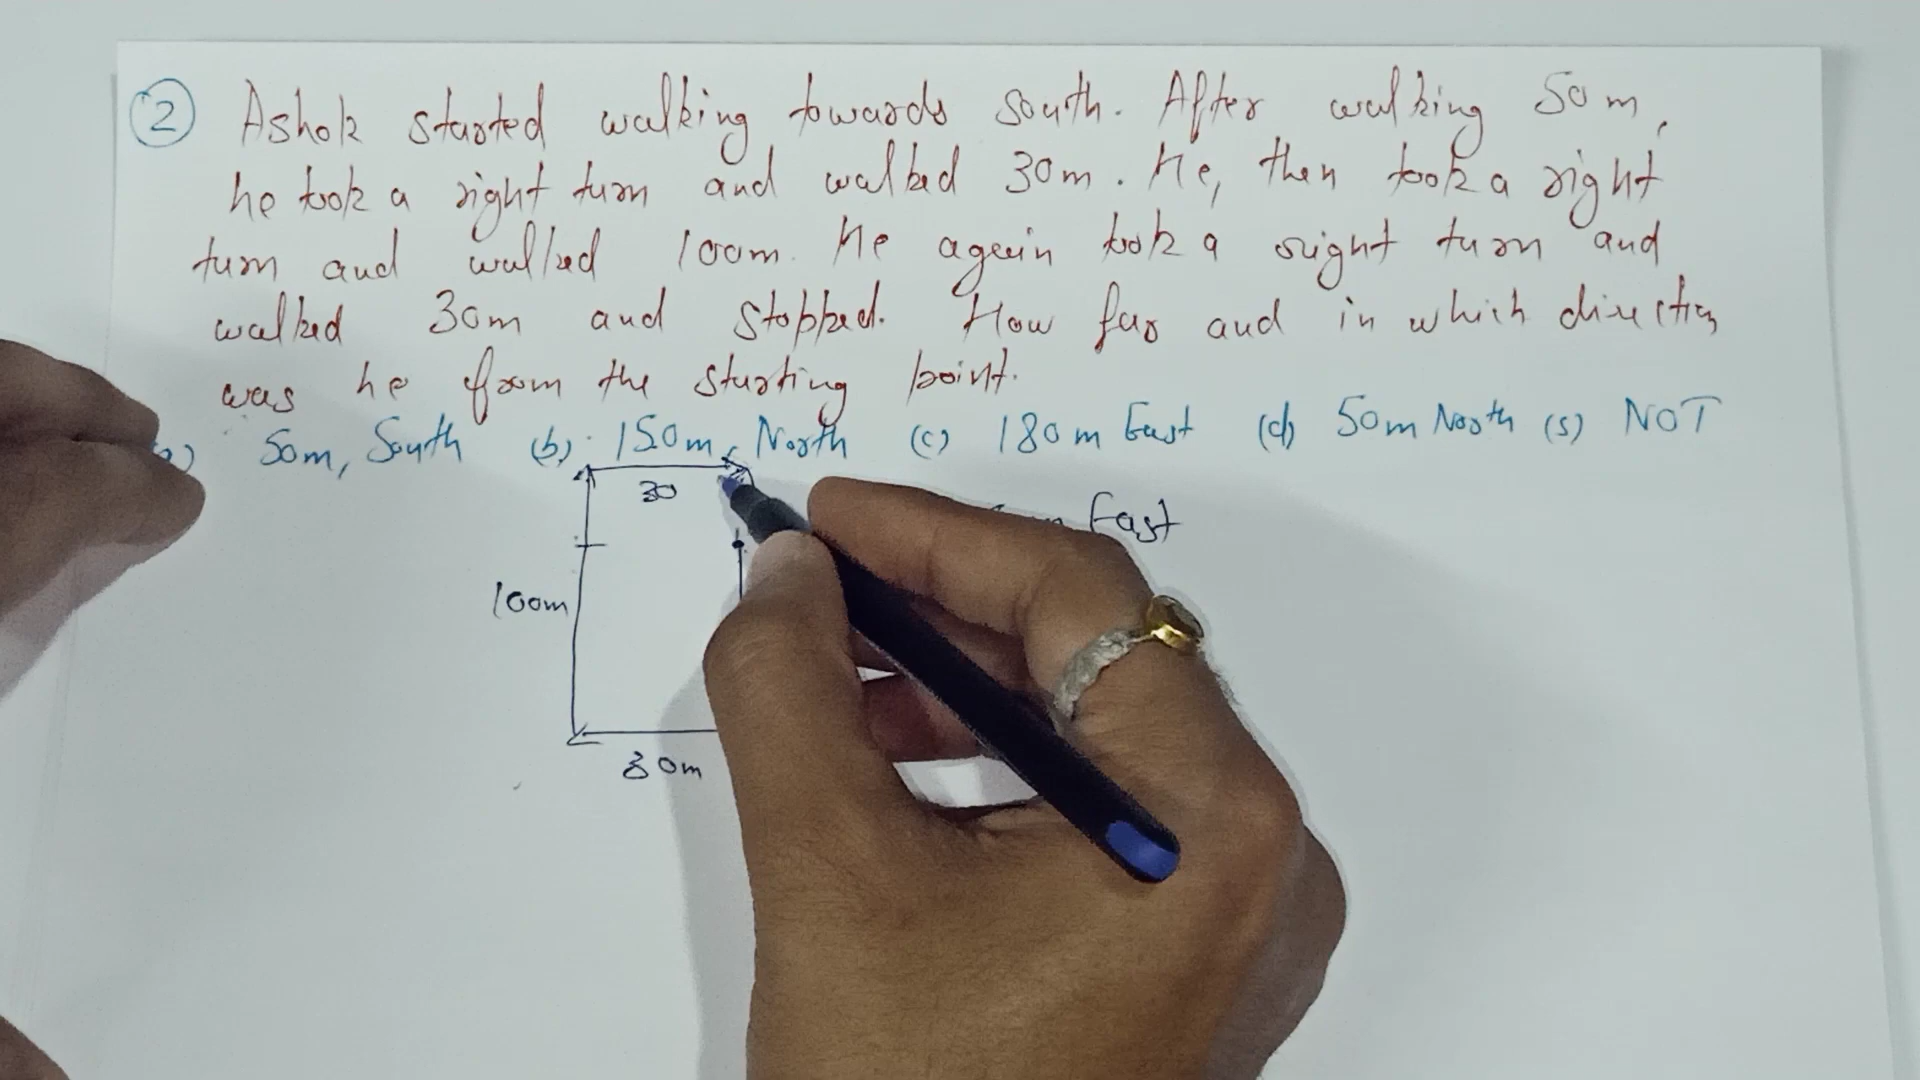 2 Ashok started walking towards south. After walking 50m,
he took a right turn and walked 30m. He, then took a right
turn and walked 100m. He again took a right turn and
walked 30m and stopped. How far and in which direction
was he from the starting point.
50m, South (b) 150m, North (c) 180m East (d) 50m North (s) NOT
30
East
100m
30m